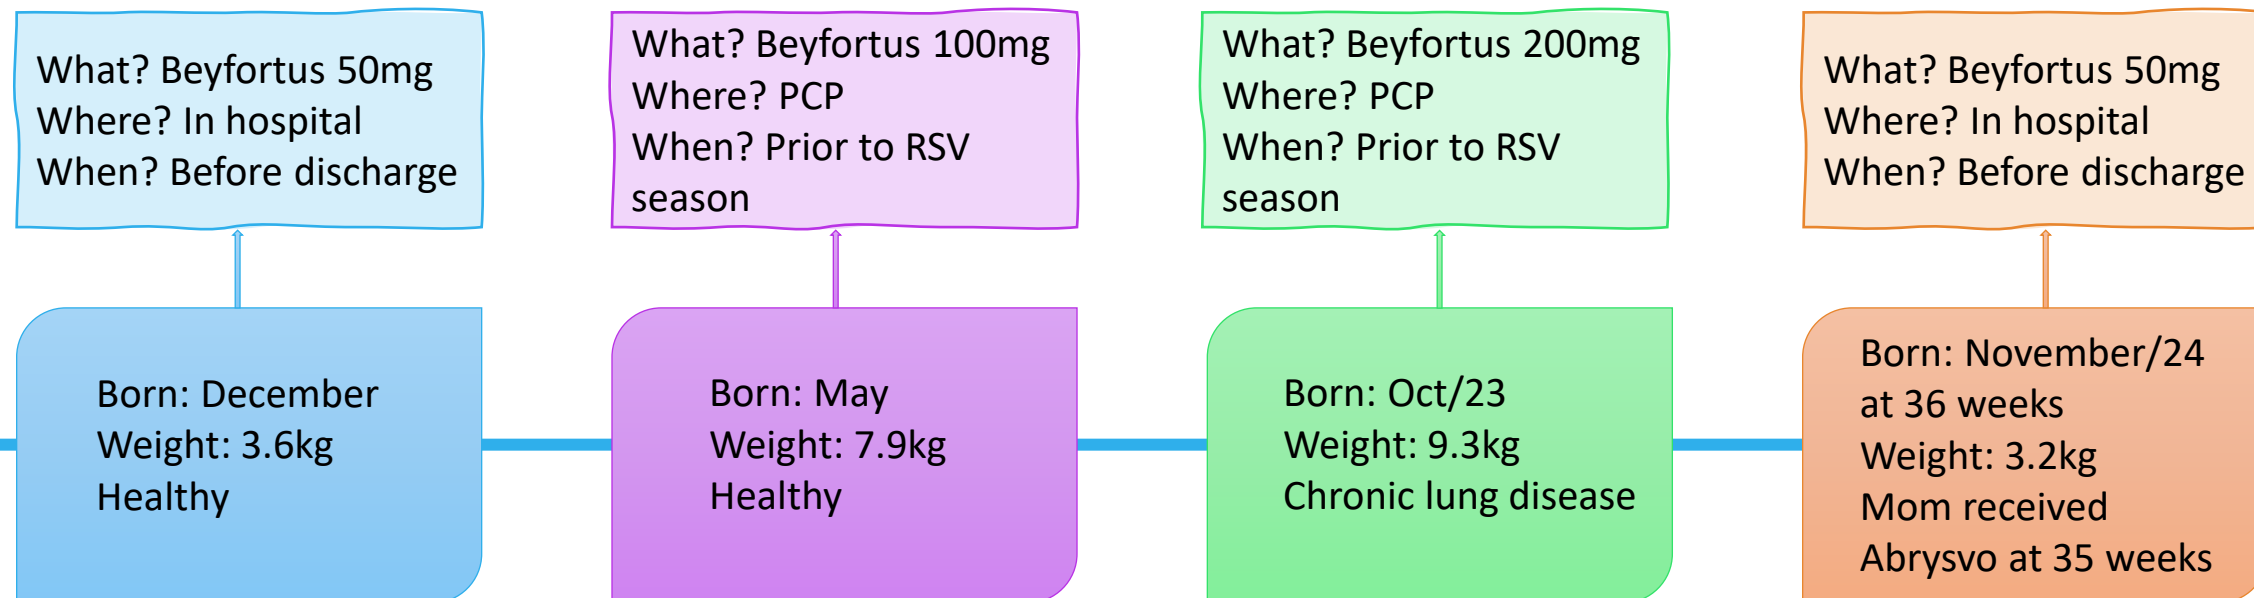 What? Beyfortus 50mg
Where? In hospital
When? Before discharge
What? Beyfortus 100mg
Where? PCP
When? Prior to RSV
season
What? Beyfortus 200mg
Where? PCP
When? Prior to RSV
season
What? Beyfortus 50mg
Where? In hospital
When? Before discharge
Born: December
Weight: 3.6kg
Healthy
Born: May
Weight: 7.9kg
Healthy
Born: Oct/23
Weight: 9.3kg
Chronic lung disease
Born: November/24
at 36 weeks
Weight: 3.2kg
Mom received
Abrysvo at 35 weeks